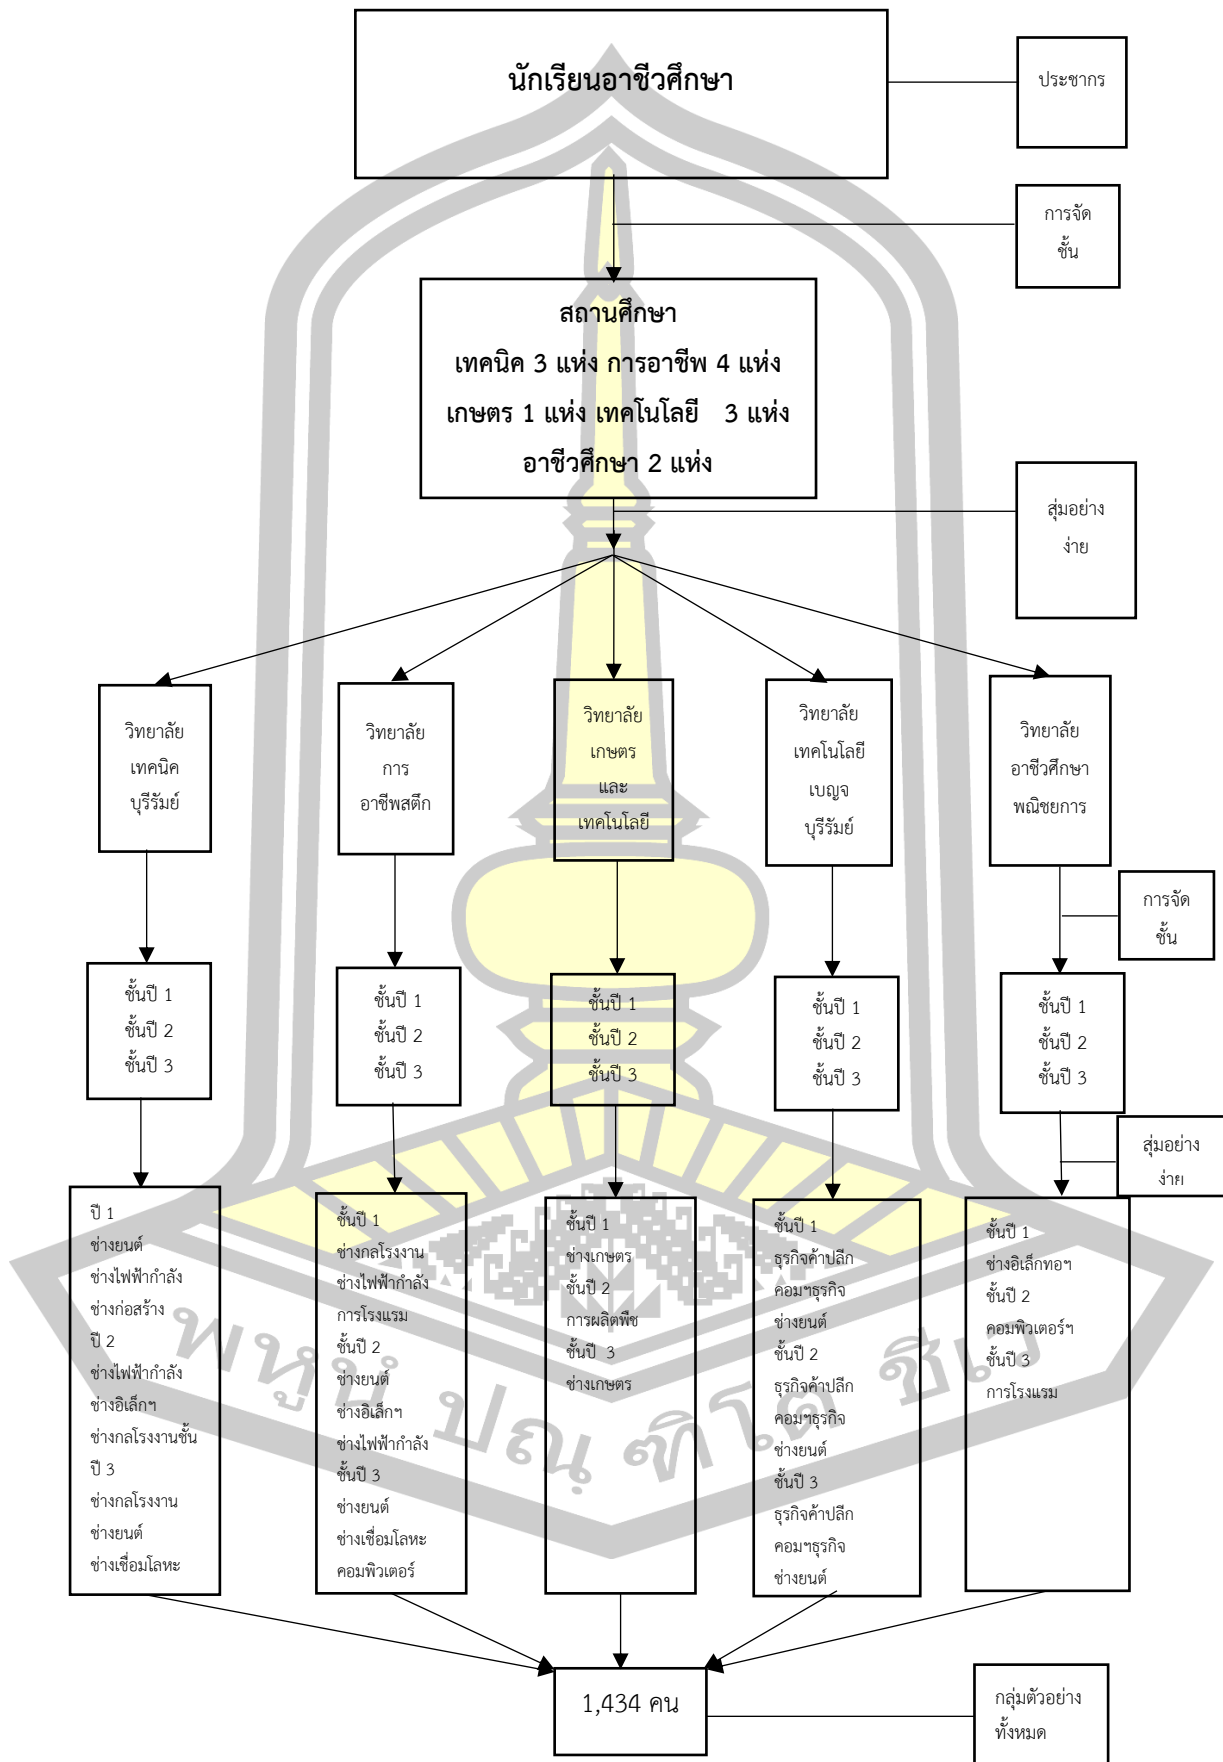 นักเรียนอาชีวศึกษา
ประชากร
การจัด
ชั้น
สถานศึกษา
เทคนิค 3 แห่ง การอาชีพ 4 แห่ง
เกษตร 1 แห่ง เทคโนโลยี 3 แห่ง
อาชีวศึกษา 2 แห่ง
สุ่มอย่าง
ง่าย
วิทยาลัย
เทคนิค
บุรีรัมย์
วิทยาลัย
การ
อาชีพสตึก
วิทยาลัย
เกษตร
และ
เทคโนโลยี
วิทยาลัย
เทคโนโลยี
เบญจ
บุรีรัมย์
วิทยาลัย
อาชีวศึกษา
พณิชยการ
การจัด
ชั้น
ชั้นปี 1
ชั้นปี 2
ชั้นปี 3
ชั้นปี 1
ชั้นปี 2
ชั้นปี 3
ชั้นปี 1
ชั้นปี 2
ชั้นปี 3
ชั้นปี 1
ชั้นปี 2
ชั้นปี 3
ชั้นปี 1
ชั้นปี 2
ชั้นปี 3
สุ่มอย่าง
ง่าย
ปี 1
ช่างยนต์
ช่างไฟฟ้ากำลัง
ช่างก่อสร้าง
ปี 2
ช่างไฟฟ้ากำลัง
ช่างอิเล็กฯ
ช่างกลโรงงานชั้น
ปี 3
ช่างกลโรงงาน
ช่างยนต์
ช่างเชื่อมโลหะ
ชั้นปี 1
ช่างกลโรงงาน
ช่างไฟฟ้ากำลัง
การโรงแรม
ชั้นปี 2
ช่างยนต์
ช่างอิเล็กฯ
ช่างไฟฟ้ากำลัง
ชั้นปี 3
ช่างยนต์
ช่างเชื่อมโลหะ
คอมพิวเตอร์
ชั้นปี 1
ช่างเกษตร
ชั้นปี 2
การผลิตพืช
ชั้นปี 3
ช่างเกษตร
ชั้นปี 1
ธุรกิจค้าปลีก
คอมฯธุรกิจ
ช่างยนต์
ชั้นปี 2
ธุรกิจค้าปลีก
คอมฯธุรกิจ
ช่างยนต์
ชั้นปี 3
ธุรกิจค้าปลีก
คอมฯธุรกิจ
ช่างยนต์
ชั้นปี 1
ช่างอิเล็กทอฯ
ชั้นปี 2
คอมพิวเตอร์ฯ
ชั้นปี 3
การโรงแรม
พหูนํ ปณฺฑิโต ชีเว
1,434 คน
กลุ่มตัวอย่าง
ทั้งหมด